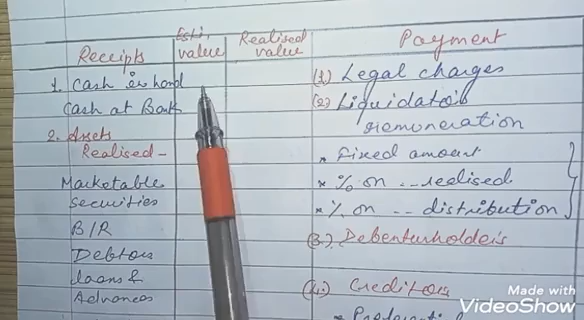 Receipts Esti, value Realised value Payment
1. Cash in hand
Cash at Bank
2. Assets
Realised -
Marketable
securities
B/R
Debtors
loans &
Advances
(1) Legal charges
(2) Liquidator's
remuneration
* Fixed amount
* % on .. realised
* % on .. distribution
(3) Debenturholders
(4) Creditors
Made with
VideoShow